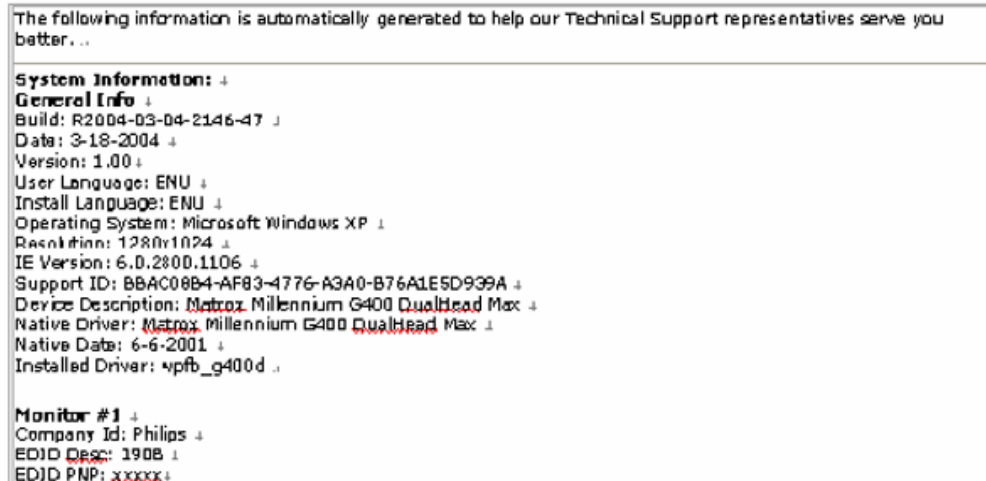 The following information is automatically generated to help our Technical Support representatives serve you
better...
System Information: ↓
General Info ↓
Build: R2004-03-04-2146-47 ↓
Date: 3-18-2004 ↓
Version: 1.00↓
User Language: ENU ↓
Install Language: ENU ↓
Operating System: Microsoft Windows XP ↓
Resolution: 1280x1024 ↓
IE Version: 6.0.2800.1106 ↓
Support ID: BBAC08B4-AF83-4776-A3A0-B76A1E5D939A ↓
Device Description: Matrox Millennium G400 DualHead Max ↓
Native Driver: Matrox Millennium G400 DualHead Max ↓
Native Date: 6-6-2001 ↓
Installed Driver: vpfb_g400d ↓
Monitor #1 ↓
Company Id: Philips ↓
EDID Desc: 190B ↓
EDID PNP: xxxxx↓